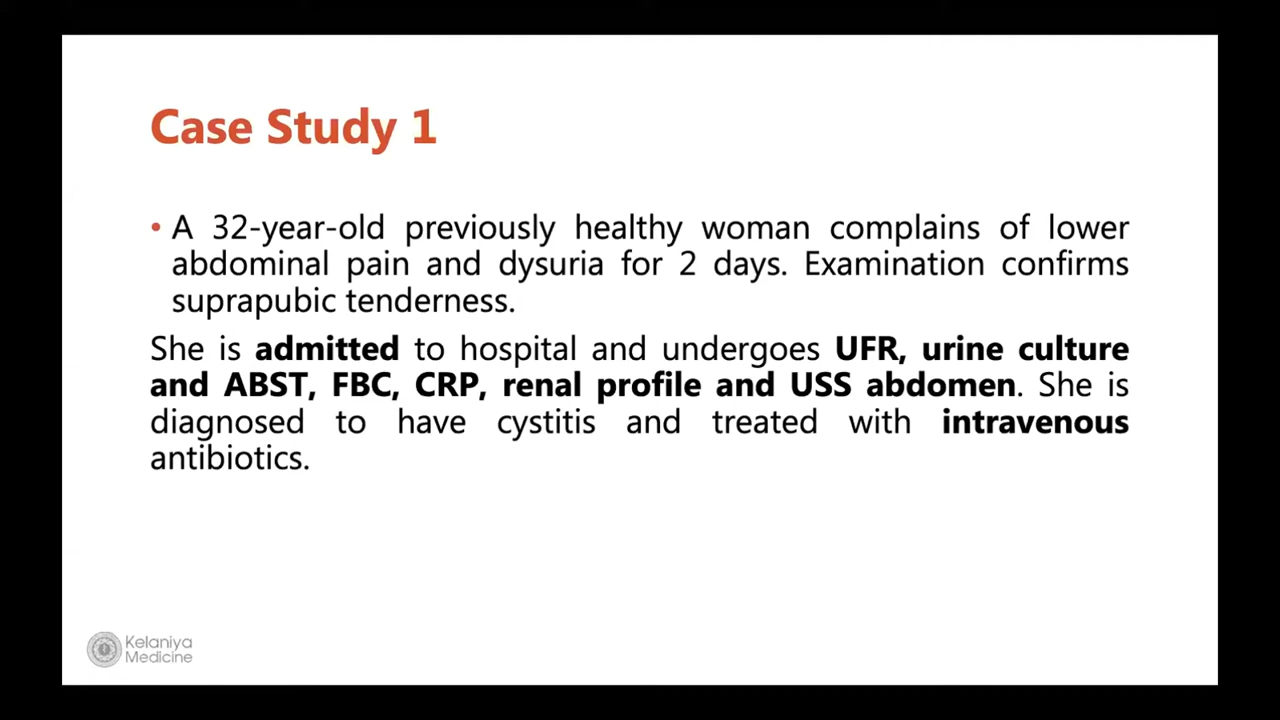 Case Study 1
• A 32-year-old previously healthy woman complains of lower
abdominal pain and dysuria for 2 days. Examination confirms
suprapubic tenderness.
She is admitted to hospital and undergoes UFR, urine culture
and ABST, FBC, CRP, renal profile and USS abdomen. She is
diagnosed to have cystitis and treated with intravenous
antibiotics.
Kelaniya
Medicine